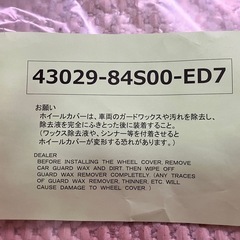 43029-84S00-ED7
お願い
ホイールカバーは、車両のガードワックスや汚れを除去し、
除去液を完全にふきとった後に装着すること。
(ワックス除去液や、シンナー等を付着させると
ホイールカバーが変形する恐れがあります。)
DEALER
BEFORE INSTALLING THE WHEEL COVER, REMOVE
CAR GUARD WAX AND DIRT THEN WIPE OFF
GUARD WAX REMOVER COMPLETELY. (ANY TRACES
OF GUARD WAX REMOVER, THINNER, ETC. WILL
CAUSE DAMAGE TO WHEEL COVER.)